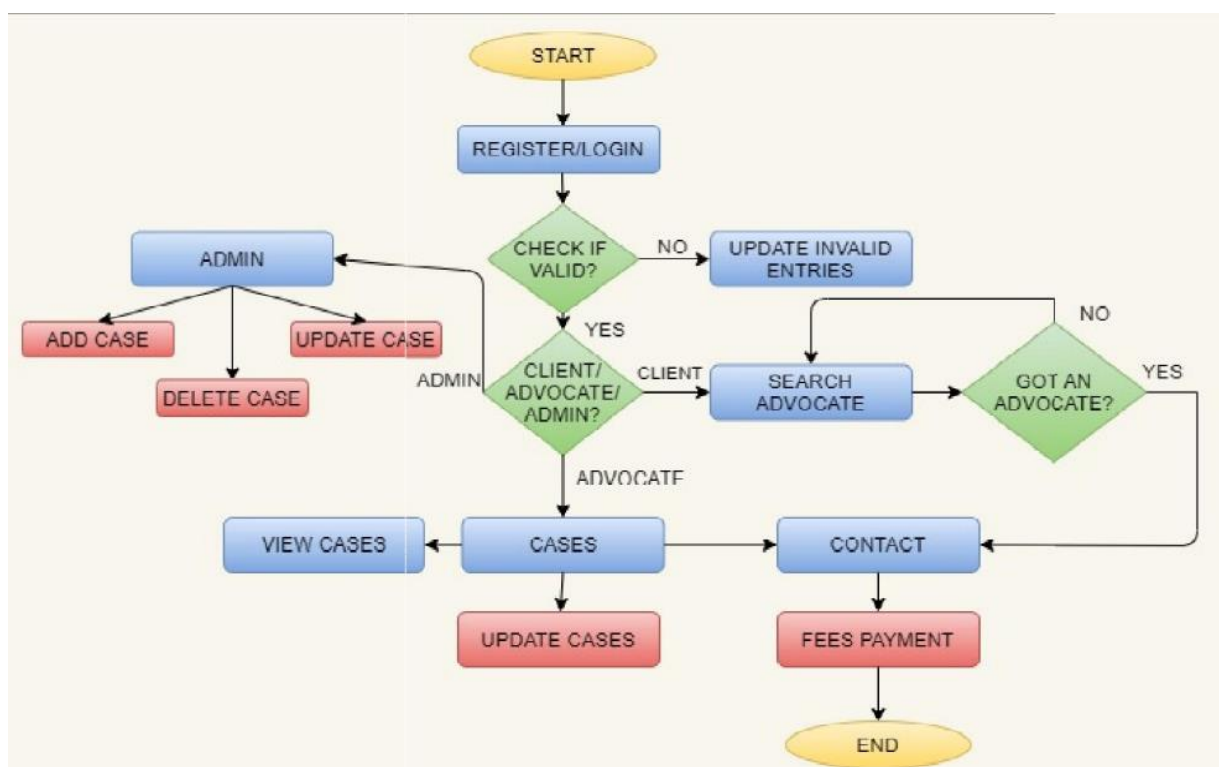 START
REGISTER/LOGIN
CHECK IF
VALID?
NO
UPDATE INVALID
ENTRIES
ADMIN
YES
NO
ADD CASE
UPDATE CASE
DELETE CASE
ADMIN
CLIENT/
ADVOCATE/
ADMIN?
CLIENT
SEARCH
ADVOCATE
GOT AN
ADVOCATE?
YES
ADVOCATE
VIEW CASES
CASES
CONTACT
UPDATE CASES
FEES PAYMENT
END